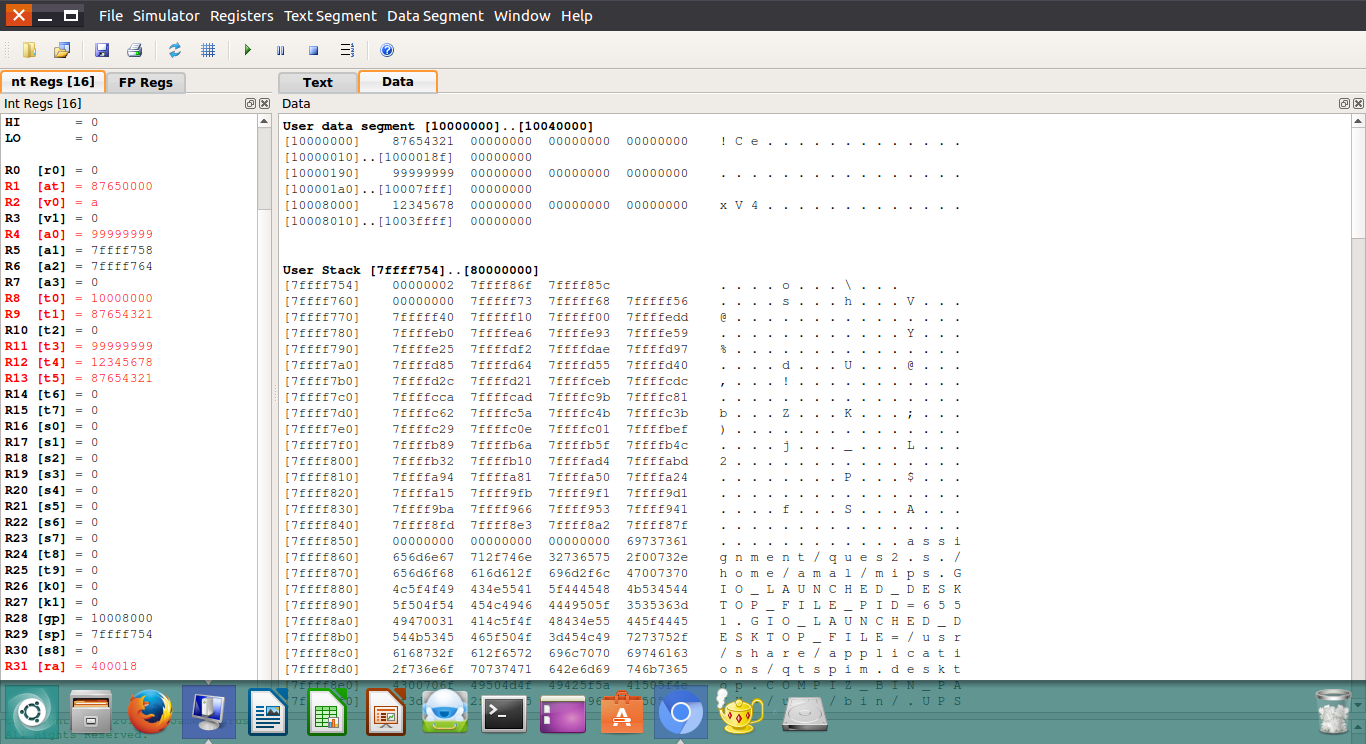 File Simulator Registers Text Segment Data Segment Window Help
nt Regs [16] FP Regs Text Data
Int Regs [16] Data
HI = 0
LO = 0
R0 [r0] = 0
R1 [at] = 87650000
R2 [v0] = a
R3 [v1] = 0
R4 [a0] = 99999999
R5 [a1] = 7ffff758
R6 [a2] = 7ffff764
R7 [a3] = 0
R8 [t0] = 10000000
R9 [t1] = 87654321
R10 [t2] = 0
R11 [t3] = 99999999
R12 [t4] = 12345678
R13 [t5] = 87654321
R14 [t6] = 0
R15 [t7] = 0
R16 [s0] = 0
R17 [s1] = 0
R18 [s2] = 0
R19 [s3] = 0
R20 [s4] = 0
R21 [s5] = 0
R22 [s6] = 0
R23 [s7] = 0
R24 [t8] = 0
R25 [t9] = 0
R26 [k0] = 0
R27 [k1] = 0
R28 [gp] = 10008000
R29 [sp] = 7ffff754
R30 [s8] = 0
R31 [ra] = 400018
User data segment [10000000]..[10040000]
[10000000] 87654321 00000000 00000000 00000000 ! C e . . . . . . . . . . . . .
[10000010]..[1000018f] 00000000
[10000190] 99999999 00000000 00000000 00000000 . . . . . . . . . . . . . . . .
[100001a0]..[10007fff] 00000000
[10008000] 12345678 00000000 00000000 00000000 x V 4 . . . . . . . . . . . . .
[10008010]..[1003ffff] 00000000
User Stack [7ffff754]..[80000000]
[7ffff754] 00000002 7ffff86f 7ffff85c . . . . o . . . \ . . .
[7ffff760] 00000000 7fffff73 7fffff68 7fffff56 . . . . s . . . h . . . V . . .
[7ffff770] 7fffff40 7fffff10 7fffff00 7ffffedd @ . . . . . . . . . . . . . . .
[7ffff780] 7ffffeb0 7ffffea6 7ffffe93 7ffffe59 . . . . . . . . . . . . Y . . .
[7ffff790] 7ffffe25 7ffffdf2 7ffffdae 7ffffd97 % . . . . . . . . . . . . . . .
[7ffff7a0] 7ffffd85 7ffffd64 7ffffd55 7ffffd40 . . . . d . . . U . . . @ . . .
[7ffff7b0] 7ffffd2c 7ffffd21 7ffffceb 7ffffcdc , . . . ! . . . . . . . . . . .
[7ffff7c0] 7ffffcca 7ffffcad 7ffffc9b 7ffffc81 . . . . . . . . . . . . . . . .
[7ffff7d0] 7ffffc62 7ffffc5a 7ffffc4b 7ffffc3b b . . . Z . . . K . . . ; . . .
[7ffff7e0] 7ffffc29 7ffffc0e 7ffffc01 7ffffbef ) . . . . . . . . . . . . . . .
[7ffff7f0] 7ffffb89 7ffffb6a 7ffffb5f 7ffffb4c . . . . j . . . _ . . . L . . .
[7ffff800] 7ffffb32 7ffffb10 7ffffad4 7ffffabd 2 . . . . . . . . . . . . . . .
[7ffff810] 7ffffa94 7ffffa81 7ffffa50 7ffffa24 . . . . . . . . P . . . $ . . .
[7ffff820] 7ffffa15 7ffff9fb 7ffff9f1 7ffff9d1 . . . . . . . . . . . . . . . .
[7ffff830] 7ffff9ba 7ffff966 7ffff953 7ffff941 . . . . f . . . S . . . A . . .
[7ffff840] 7ffff8fd 7ffff8e3 7ffff8a2 7ffff87f . . . . . . . . . . . . . . . .
[7ffff850] 00000000 00000000 00000000 69737361 . . . . . . . . . . . . a s s i
[7ffff860] 656d6e67 712f746e 32736575 2f00732e g n m e n t / q u e s 2 . s . /
[7ffff870] 656d6f68 616d612f 696d2f6c 47007370 h o m e / a m a l / m i p s . G
[7ffff880] 4c5f4f49 434e5541 5f444548 4b534544 I O _ L A U N C H E D _ D E S K
[7ffff890] 5f504f54 454c4946 4449505f 3535363d T O P _ F I L E _ P I D = 6 5 5
[7ffff8a0] 49470031 414c5f4f 48434e55 445f4445 1 . G I O _ L A U N C H E D _ D
[7ffff8b0] 544b5345 465f504f 3d454c49 7273752f E S K T O P _ F I L E = / u s r
[7ffff8c0] 6168732f 612f6572 696c7070 69746163 / s h a r e / a p p l i c a t i
[7ffff8d0] 2f736e6f 70737471 642e6d69 746b7365 o n s / q t s p i m . d e s k t
[7ffff8e0] 4300706f 49504d4f 49425f5a 41505f4e o p . C O M P I Z _ B I N _ P A